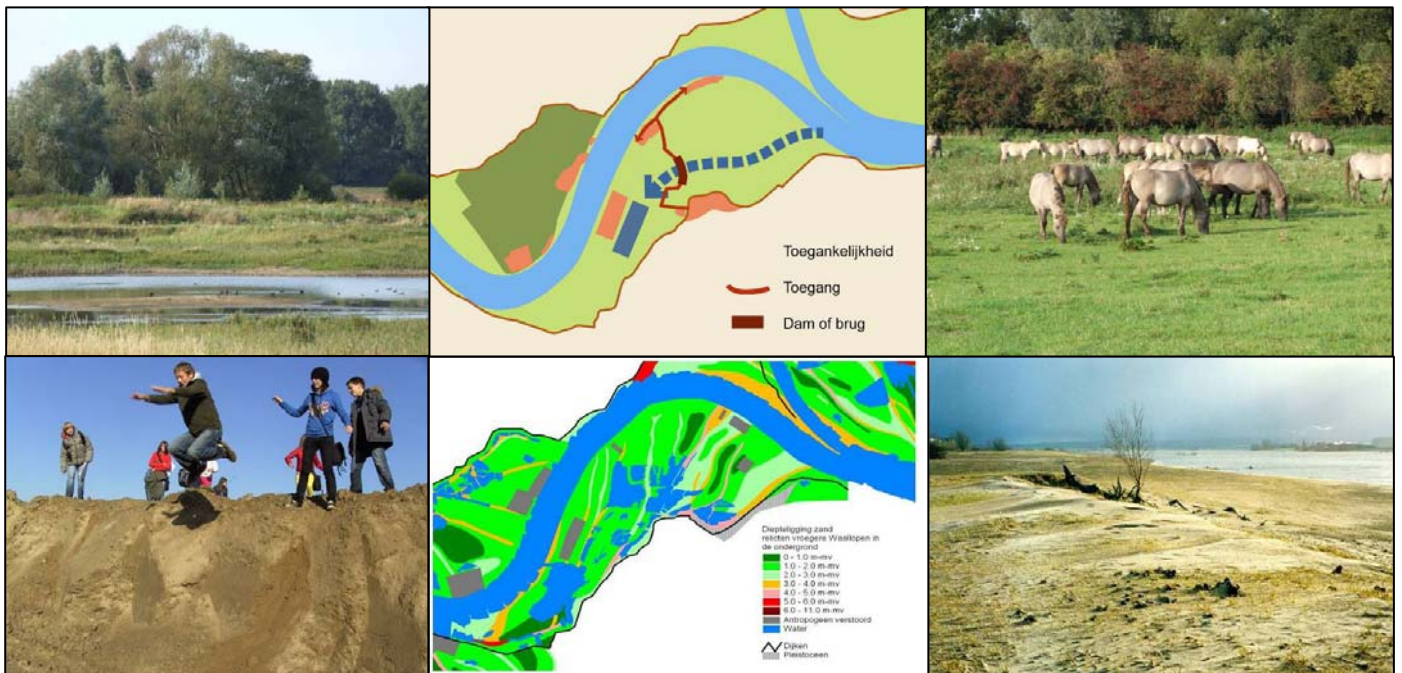 Toegankelijkheid
Toegang
Dam of brug
Diepteligging zand
relicten vroegere Waallopen in
de ondergrond
0 - 1.0 m-mv
1.0 - 2.0 m-mv
2.0 - 3.0 m-mv
3.0 - 4.0 m-mv
4.0 - 5.0 m-mv
5.0 - 6.0 m-mv
6.0 - 11.0 m-mv
Antropogeen verstoord
Water
Dijken
Pleistoceen